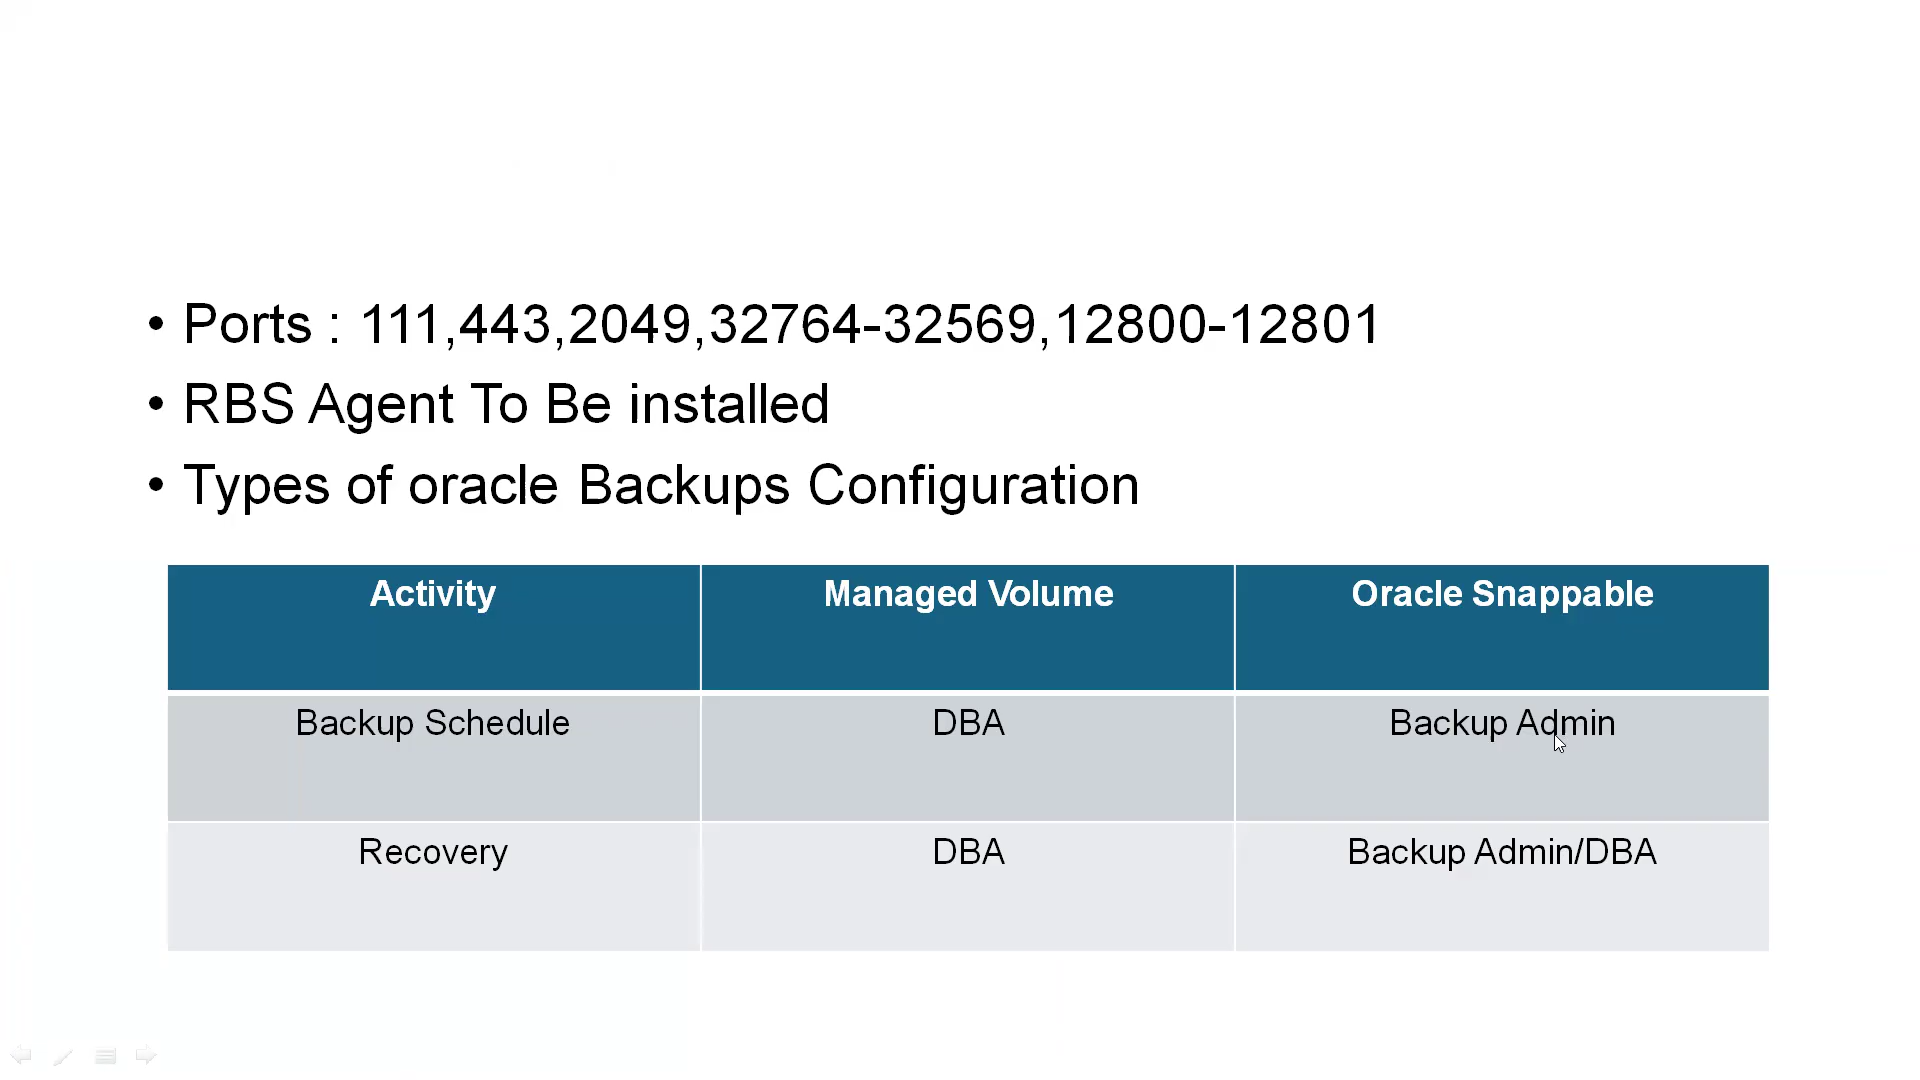 • Ports : 111,443,2049,32764-32569,12800-12801
• RBS Agent To Be installed
• Types of oracle Backups Configuration
Activity Managed Volume Oracle Snappable
Backup Schedule DBA Backup Admin
Recovery DBA Backup Admin/DBA